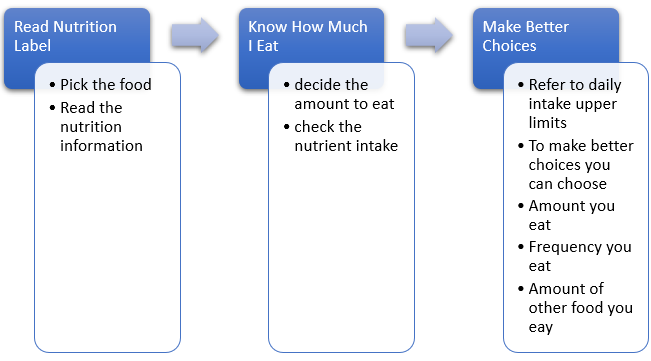 Read Nutrition
Label
• Pick the food
• Read the
nutrition
information
Know How Much
I Eat
• decide the
amount to eat
• check the
nutrient intake
Make Better
Choices
• Refer to daily
intake upper
limits
• To make better
choices you
can choose
• Amount you
eat
• Frequency you
eat
• Amount of
other food you
eay